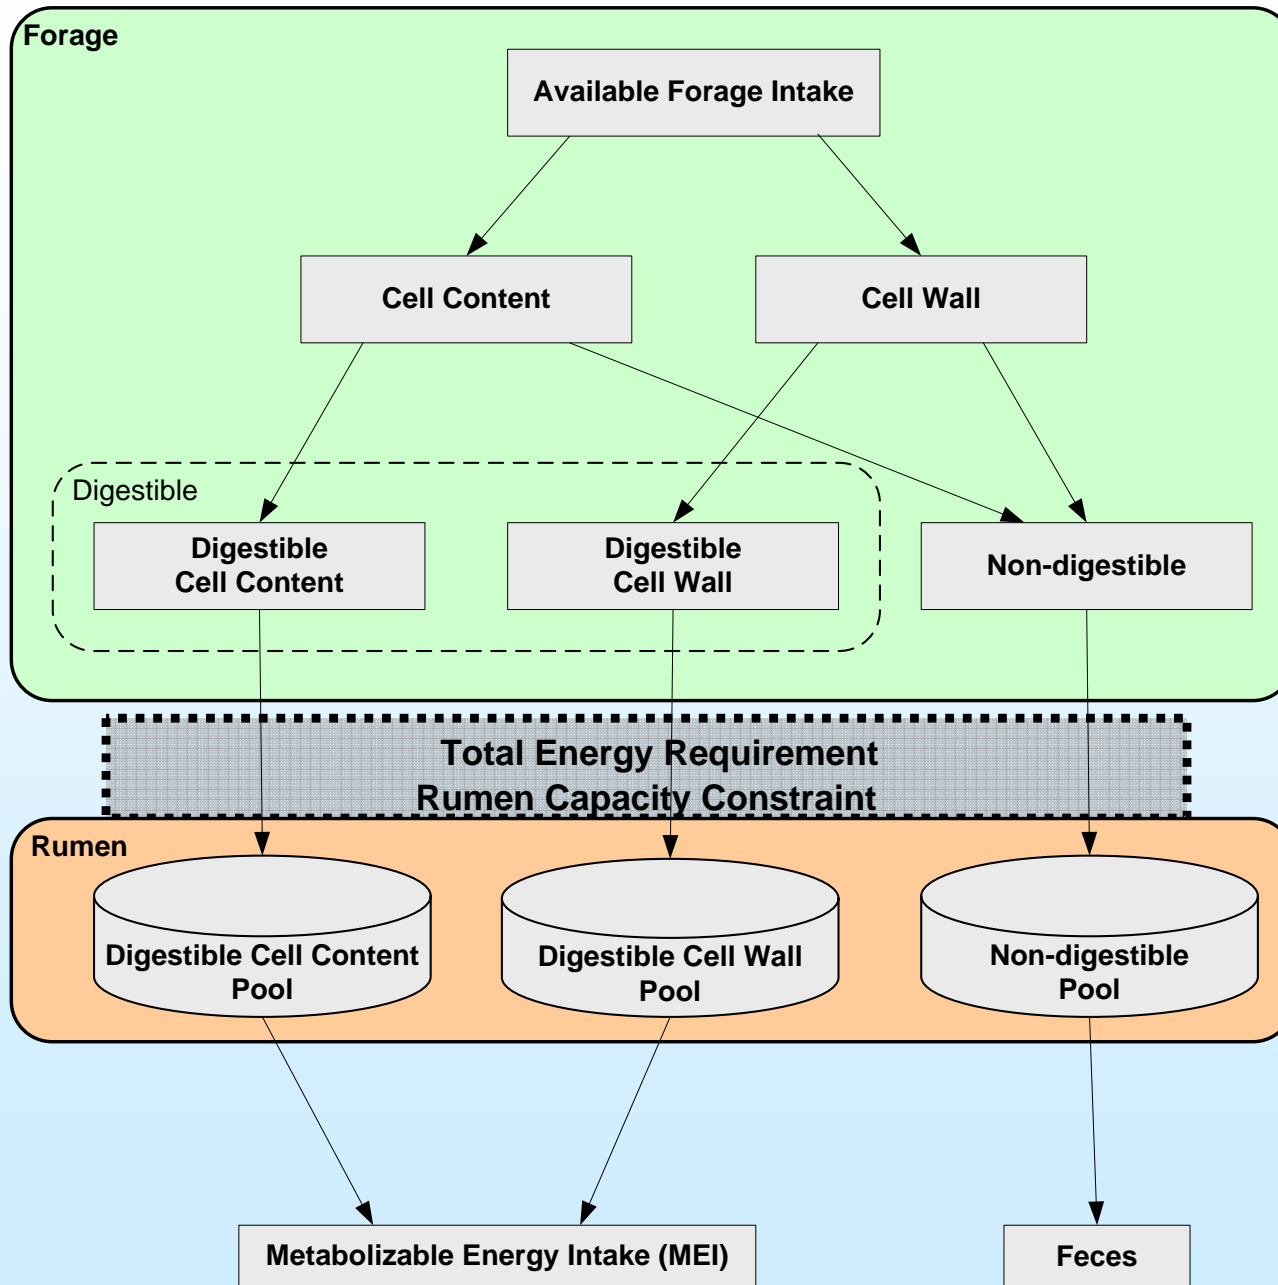 Forage
Available Forage Intake
Cell Content
Cell Wall
Digestible
Digestible
Cell Content
Digestible
Cell Wall
Non-digestible
Total Energy Requirement
Rumen Capacity Constraint
Rumen
Digestible Cell Content
Pool
Digestible Cell Wall
Pool
Non-digestible
Pool
Metabolizable Energy Intake (MEI)
Feces